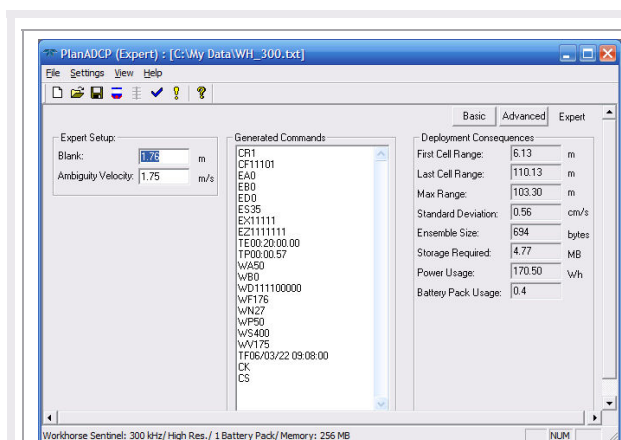 PlanADCP (Expert) : [C:\My Data\WH_300.txt]
File Settings View Help
Basic Advanced Expert
Expert Setup:
Blank: 1.76 m
Ambiguity Velocity: 1.75 m/s
Generated Commands
CR1
CF11101
EA0
EB0
ED0
ES35
EX11111
EZ1111111
TE00:20:00.00
TP00:00.57
WA50
WB0
WD111100000
WF176
WN27
WP50
WS400
WV175
TF06/03/22 09:08:00
CK
CS
Deployment Consequences
First Cell Range: 6.13 m
Last Cell Range: 110.13 m
Max Range: 103.30 m
Standard Deviation: 0.56 cm/s
Ensemble Size: 694 bytes
Storage Required: 4.77 MB
Power Usage: 170.50 Wh
Battery Pack Usage: 0.4
Workhorse Sentinel: 300 kHz/ High Res./ 1 Battery Pack/ Memory: 256 MB NUM